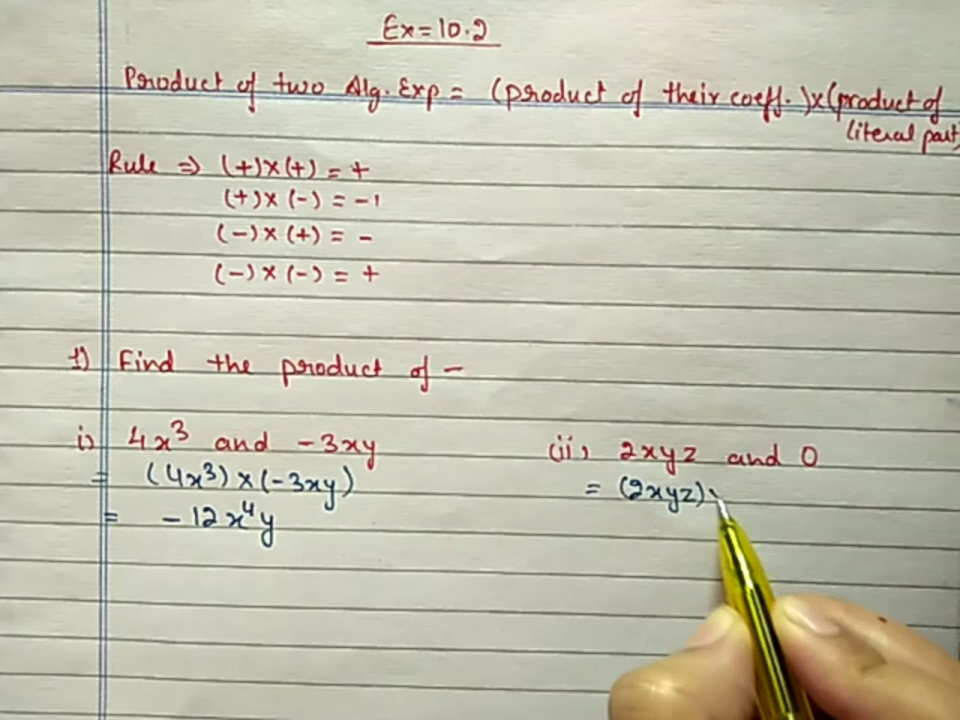 Ex = 10.2
Product of two Alg. Exp = (product of their coeff.) x (product of
literal part)
Rule ⇒ (+) x (+) = +
(+) x (-) = -1
(-) x (+) = -
(-) x (-) = +
1) Find the product of -
i) 4x³ and -3xy
= (4x³) x (-3xy)
= -12x⁴y
(ii) 2xyz and 0
= (2xyz)